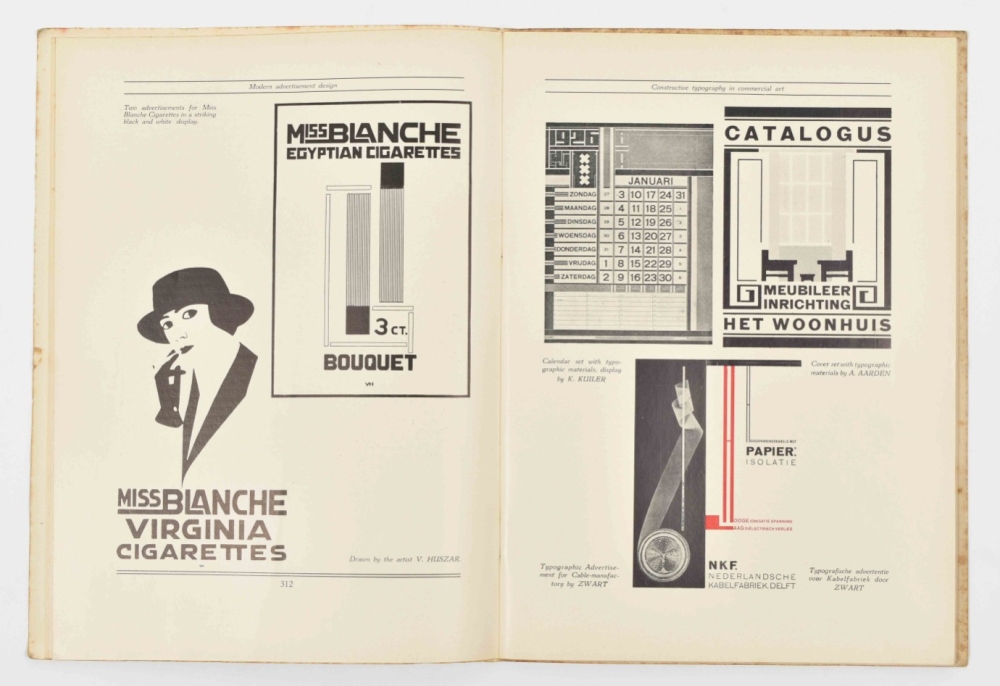 Modern advertisement design
Two advertisements for Miss
Blanche Cigarettes in a striking
black and white display.
MISS BLANCHE
EGYPTIAN CIGARETTES
3 CT.
BOUQUET
VH
MISS BLANCHE
VIRGINIA
CIGARETTES
Drawn by the artist V. HUSZAR
312
Constructive typography in commercial art
1926
JANUARI
ZONDAG 3 10 17 24 31
MAANDAG 4 11 18 25
DINSDAG 5 12 19 26
WOENSDAG 6 13 20 27
DONDERDAG 7 14 21 28
VRIJDAG 1 8 15 22 29
ZATERDAG 2 9 16 23 30
Calendar set with typo-
graphic materials, display
by K. KUILER
CATALOGUS
MEUBILEER
INRICHTING
HET WOONHUIS
Cover set with typographic
materials by A. AARDEN
PAPIER:
ISOLATIE
NKF.
NEDERLANDSCHE
KABELFABRIEK. DELFT
Typographic Advertise-
ment for Cable-manufac-
tory by ZWART
Typografische advertentie
voor Kabelfabriek door
ZWART